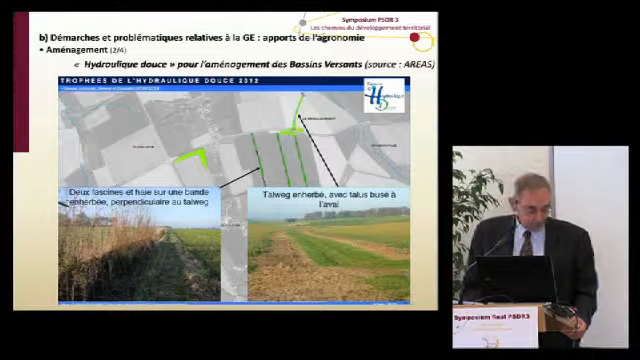 Symposium PSDR 3
Les chemins du développement territorial
b) Démarches et problématiques relatives à la GE : apports de l'agronomie
• Aménagement (2/4)
« Hydraulique douce » pour l'aménagement des Bassins Versants (source : AREAS)
TROPHEES DE L'HYDRAULIQUE DOUCE 2012
Deux fascines et haie sur une bande
enherbée, perpendiculaire au talweg
Talweg enherbé, avec talus busé à
l'aval
Symposium final PSDR3